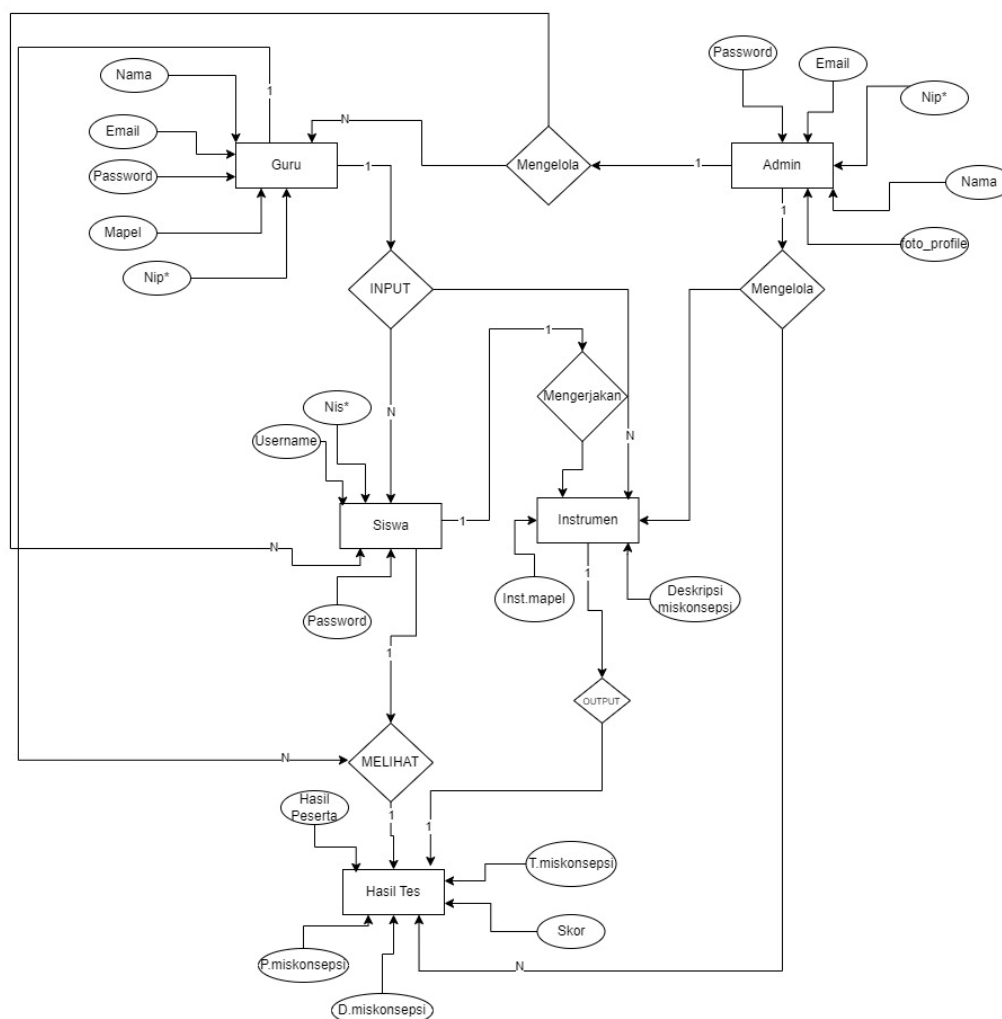 Password
Email
Nama
1
Nip*
Email
N
Mengelola
1
Admin
Guru
1
Password
Nama
1
Mapel
foto_profile
Nip*
INPUT
Mengelola
1
Nis*
Mengerjakan
N
Username
N
Siswa
1
Instrumen
N
1
Inst.mapel
Deskripsi
miskonsepsi
Password
1
OUTPUT
N
MELIHAT
Hasil
Peserta
1
1
T.miskonsepsi
Hasil Tes
Skor
P.miskonsepsi
N
D.miskonsepsi